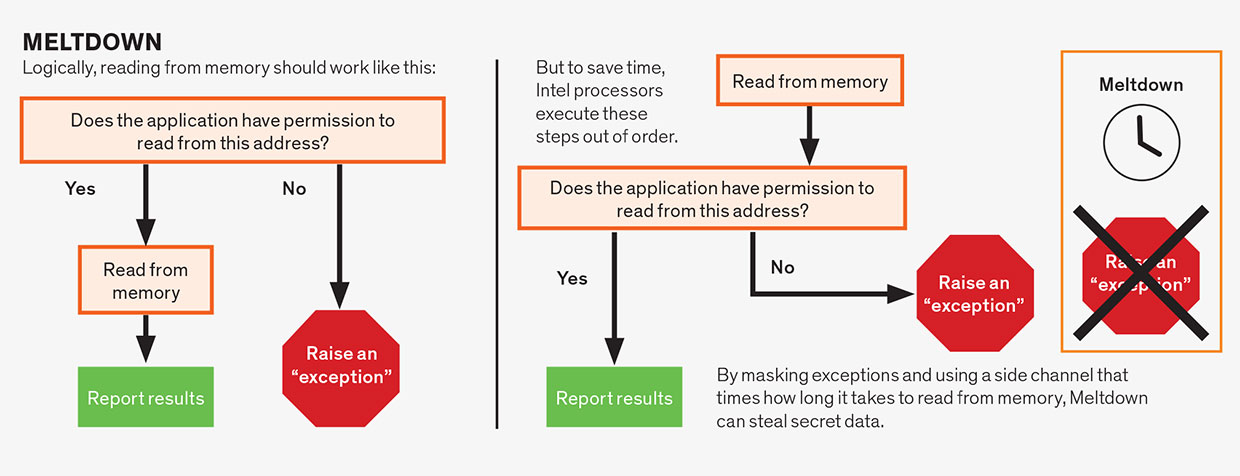 MELTDOWN
Logically, reading from memory should work like this:
Does the application have permission to
read from this address?
Yes
No
Read from
memory
Raise an
“exception”
Report results
But to save time,
Intel processors
execute these
steps out of order.
Read from memory
Does the application have permission to
read from this address?
Yes
No
Raise an
“exception”
Report results
By masking exceptions and using a side channel that
times how long it takes to read from memory, Meltdown
can steal secret data.
Meltdown
Raise an
“exception”